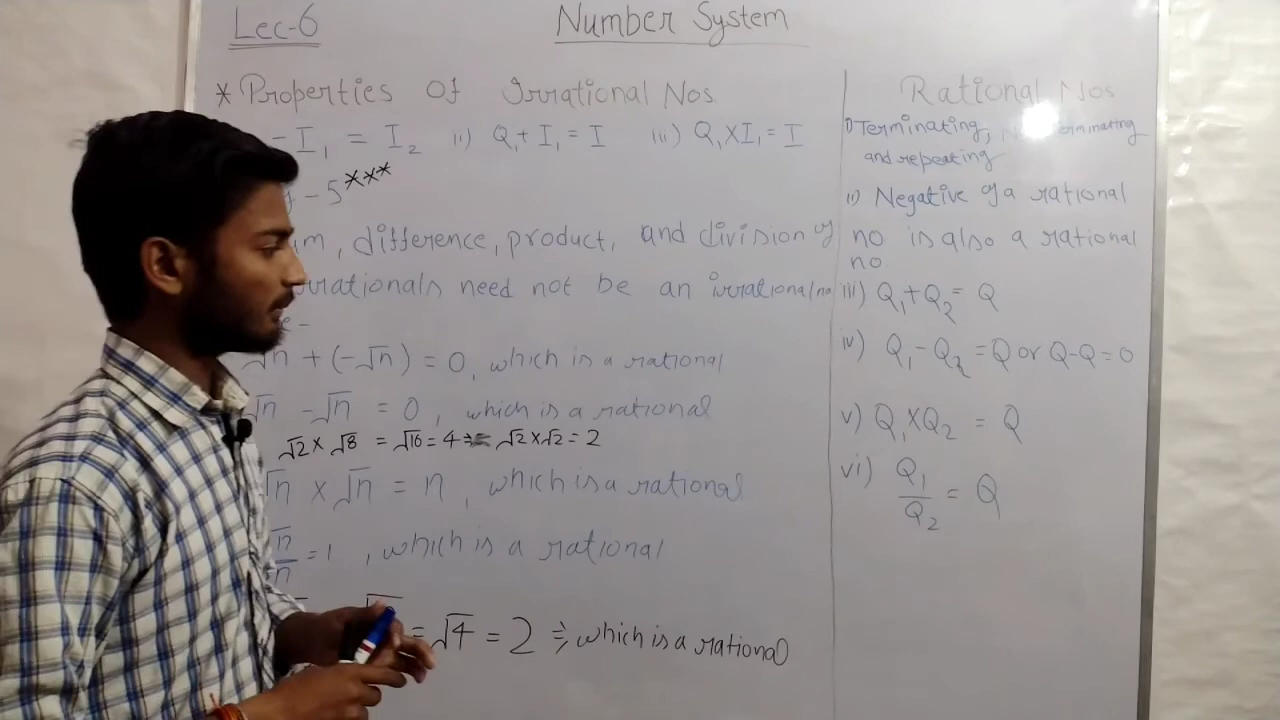 Lec-6
Number System
* Properties Of Irrational Nos.
- I₁ = I₂ ii) Q₁ + I₁ = I iii) Q₁ X I₁ = I
- 5 ***
difference, product, and division of
need not be an irrational no
√n + (-√n) = 0, which is a rational
√n - √n = 0, which is a rational
√2 × √8 = √16 = 4 √2 × √2 = 2
√n × √n = n, which is a rational
n/n = 1, which is a rational
= √4 = 2 ⇒ which is a rational
Rational Nos
i) Terminating,
and repeating
ii) Negative of a rational
no is also a rational
no.
iii) Q₁ + Q₂ = Q
iv) Q₁ - Q₂ = Q or Q - Q = 0
v) Q₁ X Q₂ = Q
vi) Q₁/Q₂ = Q